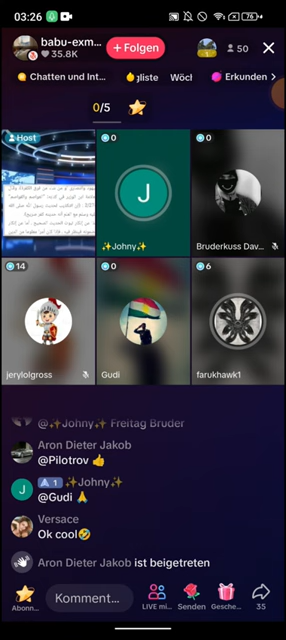 03:26
76
babu-exm...
35.8K
+ Folgen
50
Chatten und Int...
gliste
Wöcl
Erkunden >
0/5
Host
0
✨Johny✨
J
0
Bruderkuss Dav...
14
jerylolgross
0
Gudi
6
farukhawk1
@✨Johny✨ Freitag Bruder
Aron Dieter Jakob
@Pilotrov 👍
J
1 ✨Johny✨
@Gudi 🙏
Versace
Ok cool🤣
Aron Dieter Jakob ist beigetreten
Abonn...
Komment...
LIVE mi...
Senden
Gesche...
35